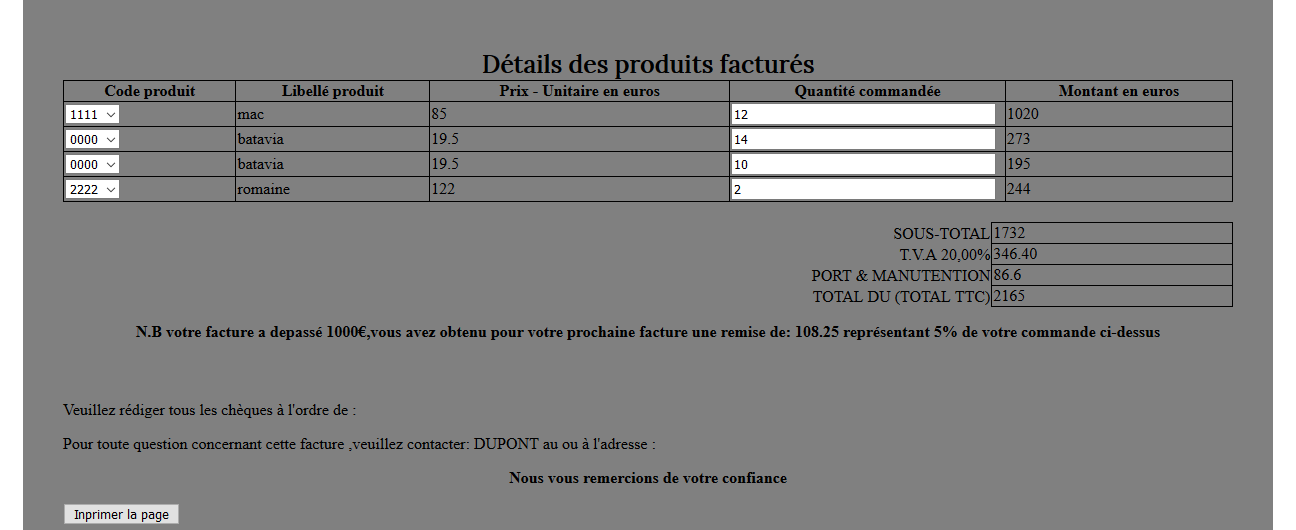 Détails des produits facturés
Code produit Libellé produit Prix - Unitaire en euros Quantité commandée Montant en euros
1111 mac 85 12 1020
0000 batavia 19.5 14 273
0000 batavia 19.5 10 195
2222 romaine 122 2 244
SOUS-TOTAL 1732
T.V.A 20,00% 346.40
PORT & MANUTENTION 86.6
TOTAL DU (TOTAL TTC) 2165
N.B votre facture a depassé 1000€,vous avez obtenu pour votre prochaine facture une remise de: 108.25 représentant 5% de votre commande ci-dessus
Veuillez rédiger tous les chèques à l'ordre de :
Pour toute question concernant cette facture ,veuillez contacter: DUPONT au ou à l'adresse :
Nous vous remercions de votre confiance
Inprimer la page